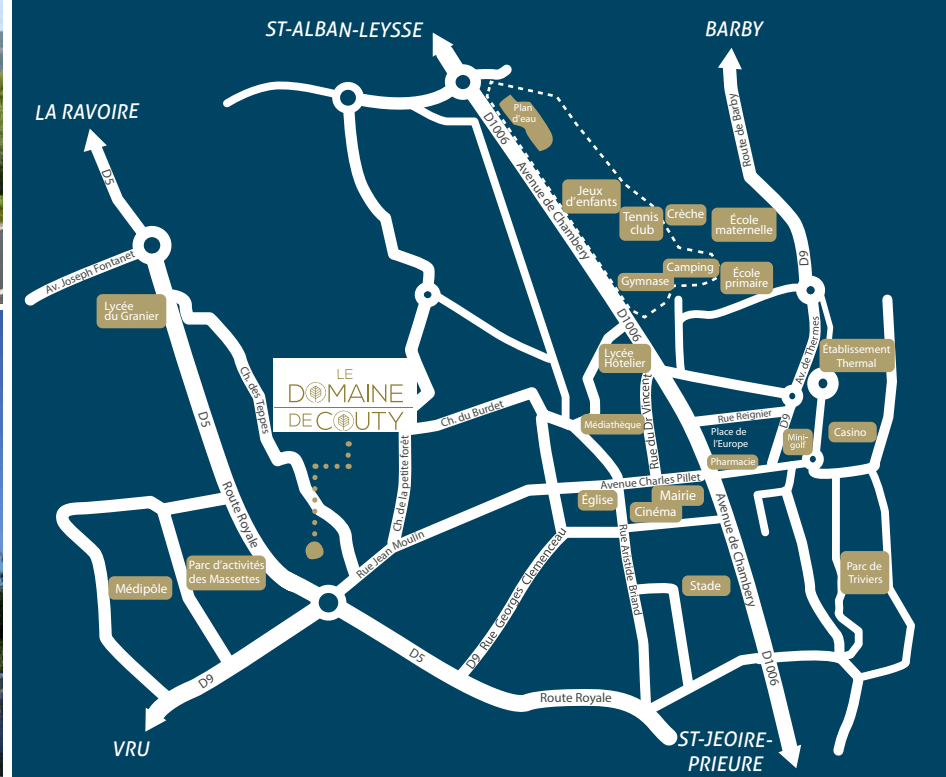 ST-ALBAN-LEYSSE
BARBY
LA RAVOIRE
D5
Av. Joseph Fontanet
Lycée
du Granier
D1006
Plan
d'eau
Avenue de Chambery
Route de Barby
Jeux
d'enfants
Tennis
club
Crèche
École
maternelle
D9
Camping
Gymnase
École
primaire
D1006
Lycée
Hôtelier
Av. de Thermes
Établissement
Thermal
LE
DOMAINE
DE COUTY
Ch. des Teppes
D5
Ch. du Burdet
Ch. de la petite forêt
Médiathèque
Rue du Dr Vincent
Rue Reignier
D9
Place de
l'Europe
Mini-
golf
Casino
Pharmacie
Avenue Charles Pillet
Route Royale
Église
Mairie
Cinéma
Avenue de Chambery
Rue Jean Moulin
Rue Aristide Briand
Parc d'activités
des Massettes
Médipôle
Stade
Parc de
Triviers
D9 Rue Georges Clemenceau
D9
D5
D1006
Route Royale
VRU
ST-JEOIRE-
PRIEURE